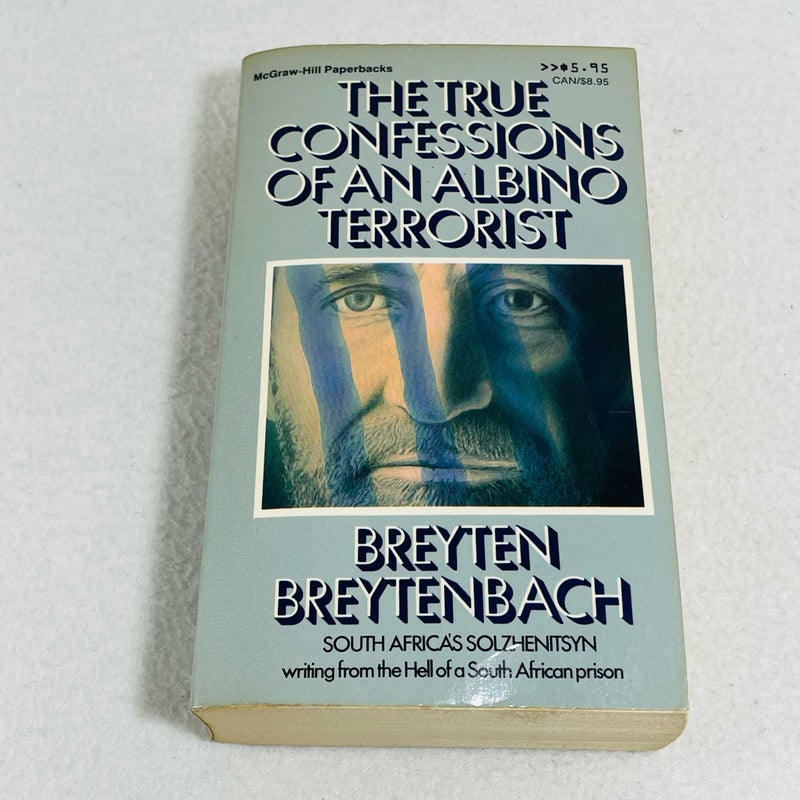 McGraw-Hill Paperbacks
>>$5.95
CAN/$8.95
THE TRUE
CONFESSIONS
OF AN ALBINO
TERRORIST
BREYTEN
BREYTENBACH
SOUTH AFRICA'S SOLZHENITSYN
writing from the Hell of a South African prison